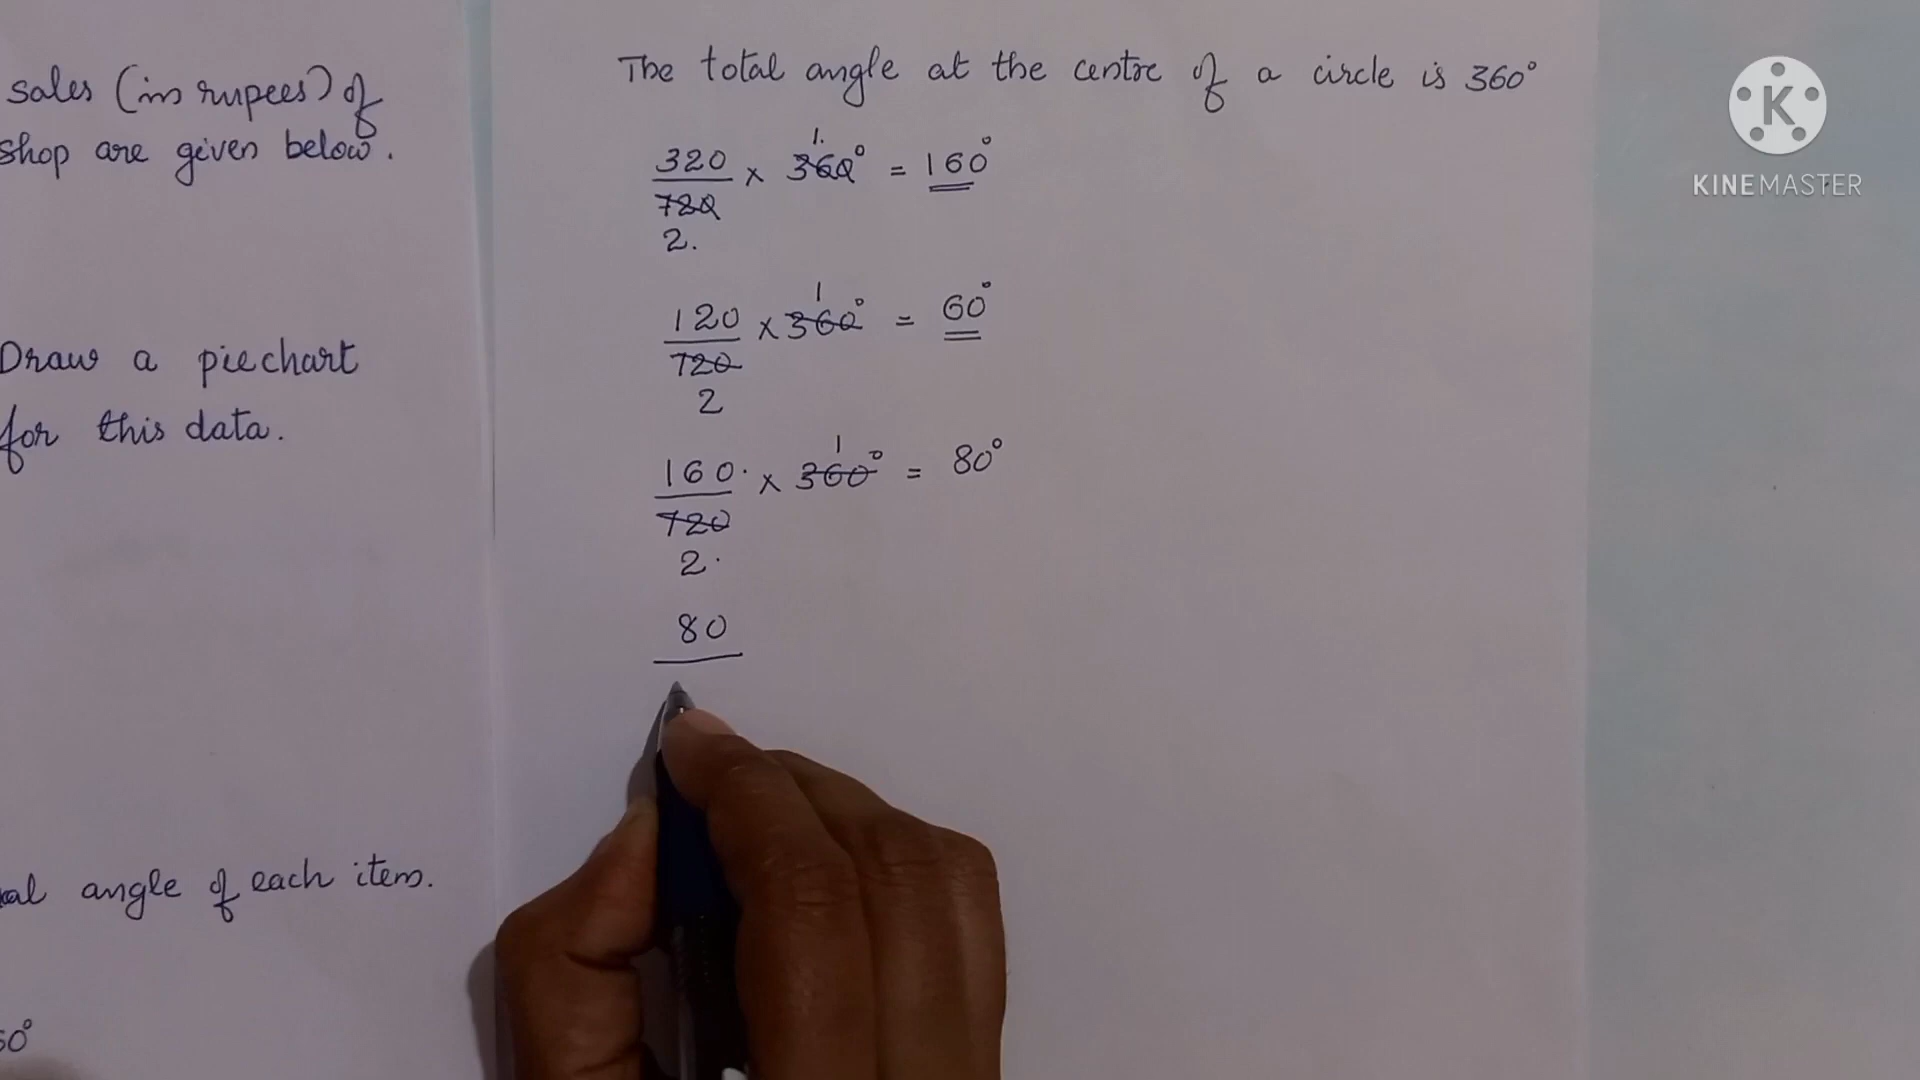 sales (in rupees) of
shop are given below.
Draw a piechart
for this data.
angle of each item.
The total angle at the centre of a circle is 360°
1.
320 × 360° = 160°
720
2.
1
120 × 360° = 60°
720
2
1
160. × 360° = 80°
720
2.
80
K
KINEMASTER